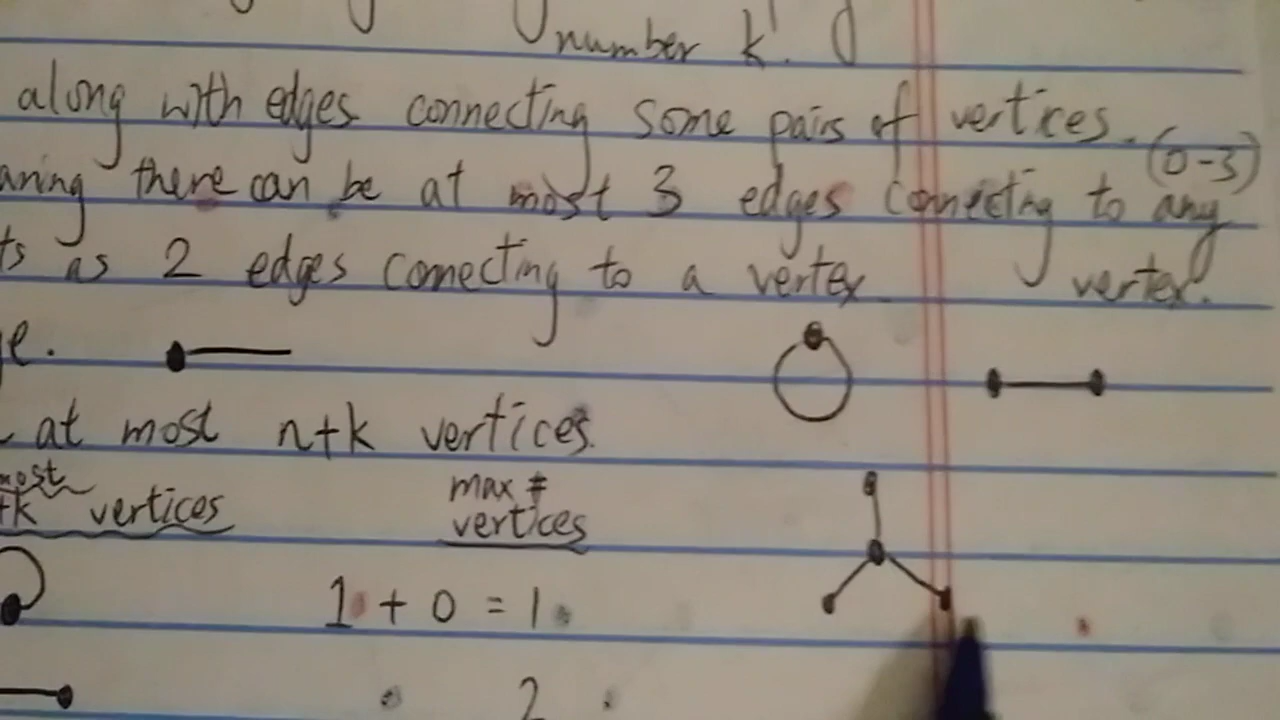 number k.
along with edges connecting some pairs of vertices.
(0-3)
aning there can be at most 3 edges connecting to any
vertex.
ts as 2 edges connecting to a vertex
e.
at most n+k vertices.
most
+k vertices
max #
vertices
1 + 0 = 1
2